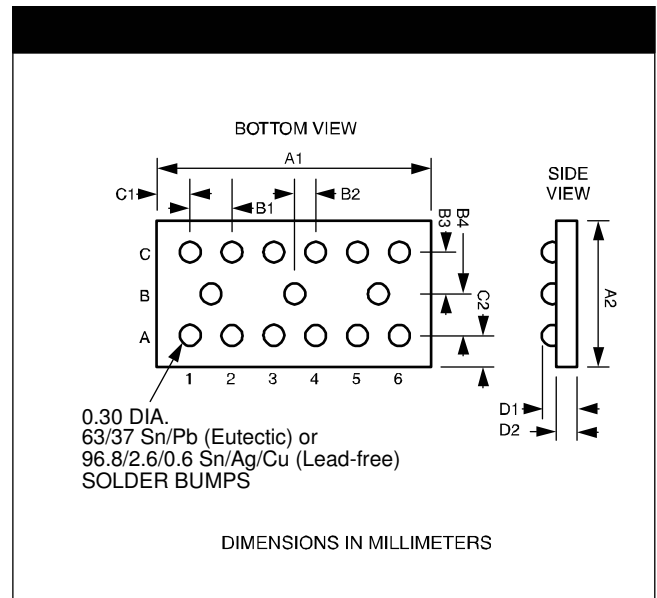 BOTTOM VIEW
A1
SIDE
VIEW
C1
B1
B2
B3
B4
C
B
A
C2
A2
1 2 3 4 5 6
D1
D2
0.30 DIA.
63/37 Sn/Pb (Eutectic) or
96.8/2.6/0.6 Sn/Ag/Cu (Lead-free)
SOLDER BUMPS
DIMENSIONS IN MILLIMETERS